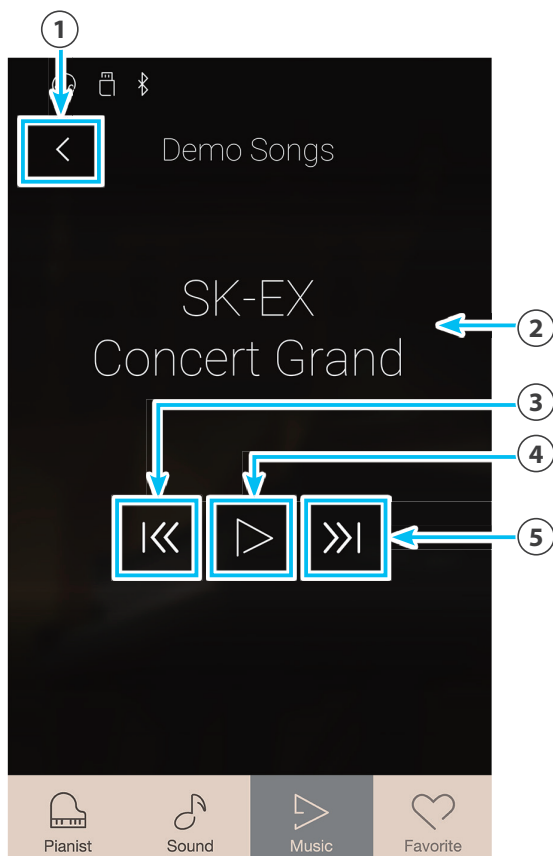 1
Demo Songs
SK-EX
Concert Grand
2
3
4
5
Pianist
Sound
Music
Favorite